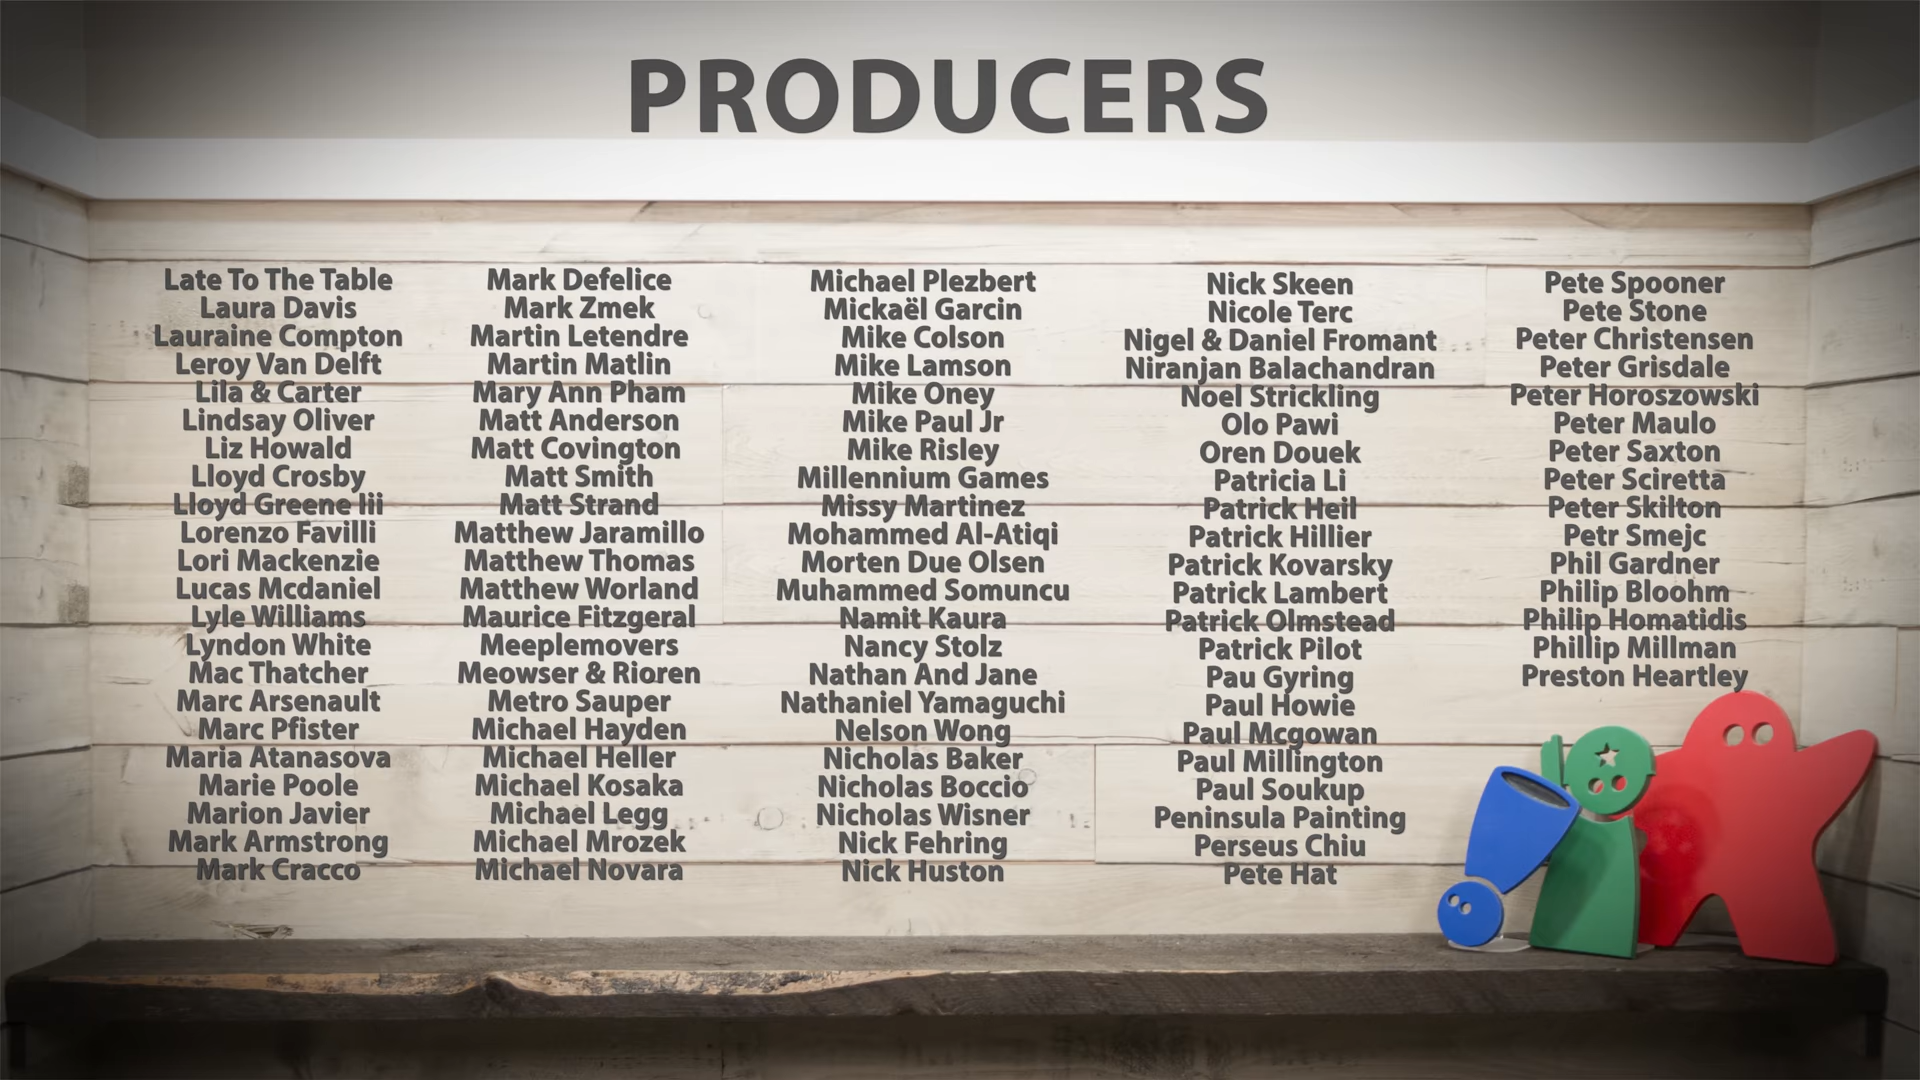 PRODUCERS
Late To The Table
Laura Davis
Lauraine Compton
Leroy Van Delft
Lila & Carter
Lindsay Oliver
Liz Howald
Lloyd Crosby
Lloyd Greene Iii
Lorenzo Favilli
Lori Mackenzie
Lucas Mcdaniel
Lyle Williams
Lyndon White
Mac Thatcher
Marc Arsenault
Marc Pfister
Maria Atanasova
Marie Poole
Marion Javier
Mark Armstrong
Mark Cracco
Mark Defelice
Mark Zmek
Martin Letendre
Martin Matlin
Mary Ann Pham
Matt Anderson
Matt Covington
Matt Smith
Matt Strand
Matthew Jaramillo
Matthew Thomas
Matthew Worland
Maurice Fitzgeral
Meeplemovers
Meowser & Rioren
Metro Sauper
Michael Hayden
Michael Heller
Michael Kosaka
Michael Legg
Michael Mrozek
Michael Novara
Michael Plezbert
Mickaël Garcin
Mike Colson
Mike Lamson
Mike Oney
Mike Paul Jr
Mike Risley
Millennium Games
Missy Martinez
Mohammed Al-Atiqi
Morten Due Olsen
Muhammed Somuncu
Namit Kaura
Nancy Stolz
Nathan And Jane
Nathaniel Yamaguchi
Nelson Wong
Nicholas Baker
Nicholas Boccio
Nicholas Wisner
Nick Fehring
Nick Huston
Nick Skeen
Nicole Terc
Nigel & Daniel Fromant
Niranjan Balachandran
Noel Strickling
Olo Pawi
Oren Douek
Patricia Li
Patrick Heil
Patrick Hillier
Patrick Kovarsky
Patrick Lambert
Patrick Olmstead
Patrick Pilot
Pau Gyring
Paul Howie
Paul Mcgowan
Paul Millington
Paul Soukup
Peninsula Painting
Perseus Chiu
Pete Hat
Pete Spooner
Pete Stone
Peter Christensen
Peter Grisdale
Peter Horoszowski
Peter Maulo
Peter Saxton
Peter Sciretta
Peter Skilton
Petr Smejc
Phil Gardner
Philip Bloohm
Philip Homatidis
Phillip Millman
Preston Heartley